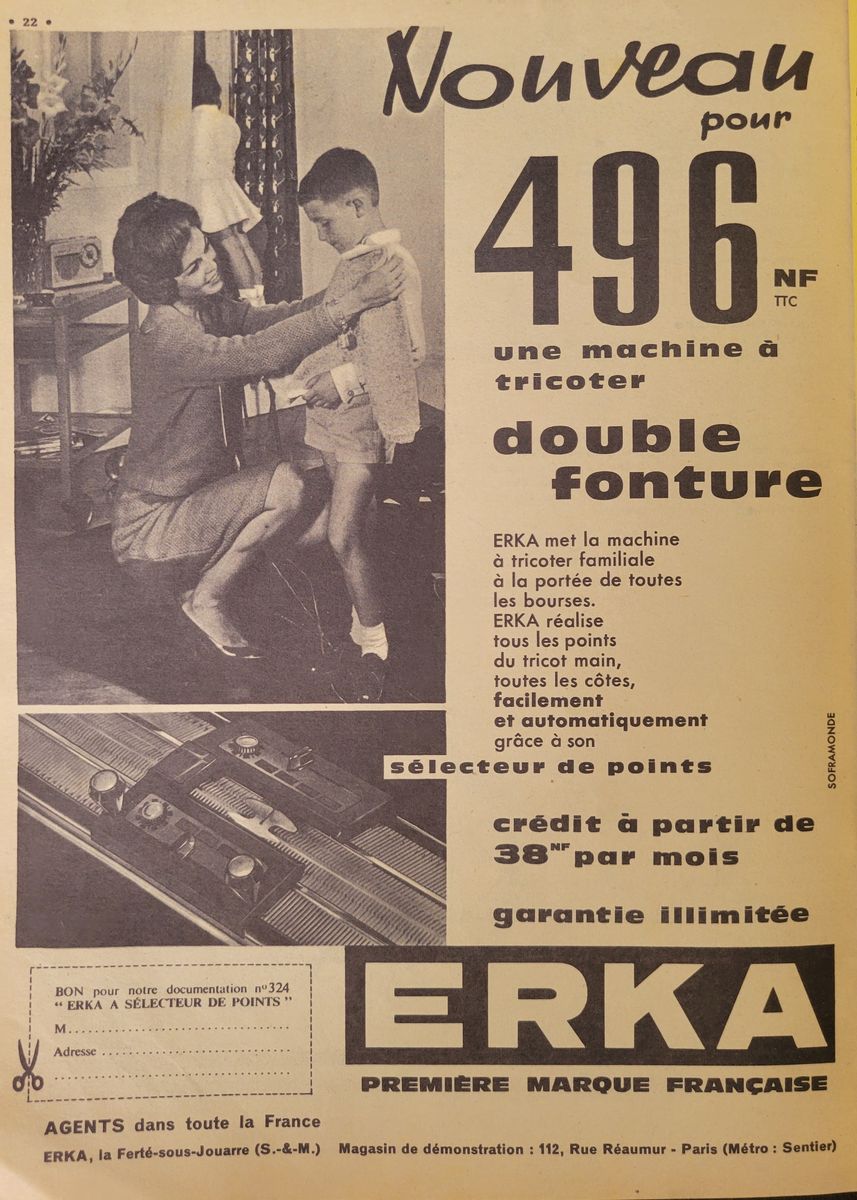 • 22 •
Nouveau
pour
496 NF
TTC
une machine à
tricoter
double
fonture
ERKA met la machine
à tricoter familiale
à la portée de toutes
les bourses.
ERKA réalise
tous les points
du tricot main,
toutes les côtes,
facilement
et automatiquement
grâce à son
sélecteur de points
SOFRAMONDE
crédit à partir de
38 NF par mois
garantie illimitée
BON pour notre documentation nº 324
“ ERKA A SÉLECTEUR DE POINTS ”
M........................................
Adresse ..................................
..........................................
ERKA
PREMIÈRE MARQUE FRANÇAISE
AGENTS dans toute la France
ERKA, la Ferté-sous-Jouarre (S.-&-M.) Magasin de démonstration : 112, Rue Réaumur - Paris (Métro : Sentier)